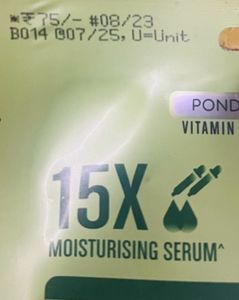 *₹75/- #08/23
B014 @07/25, U=Unit
POND
VITAMIN
15X
MOISTURISING SERUM^